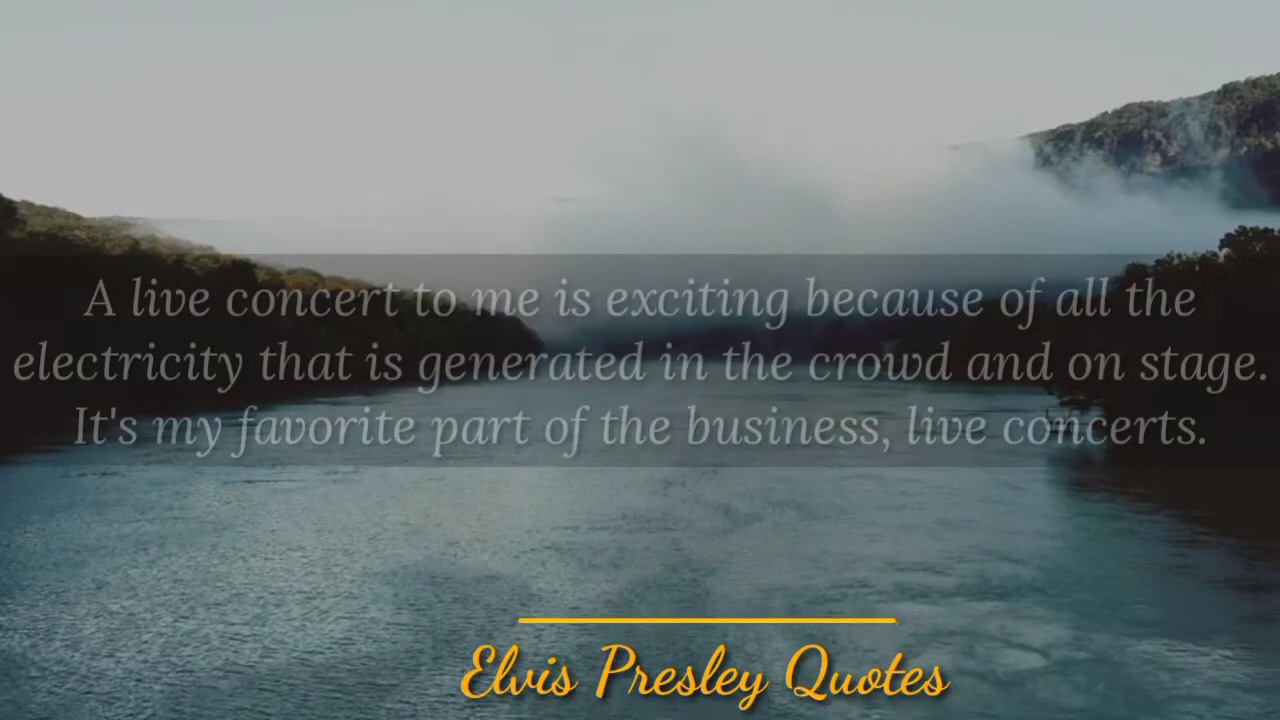 A live concert to me is exciting because of all the
electricity that is generated in the crowd and on stage.
It's my favorite part of the business, live concerts.
Elvis Presley Quotes